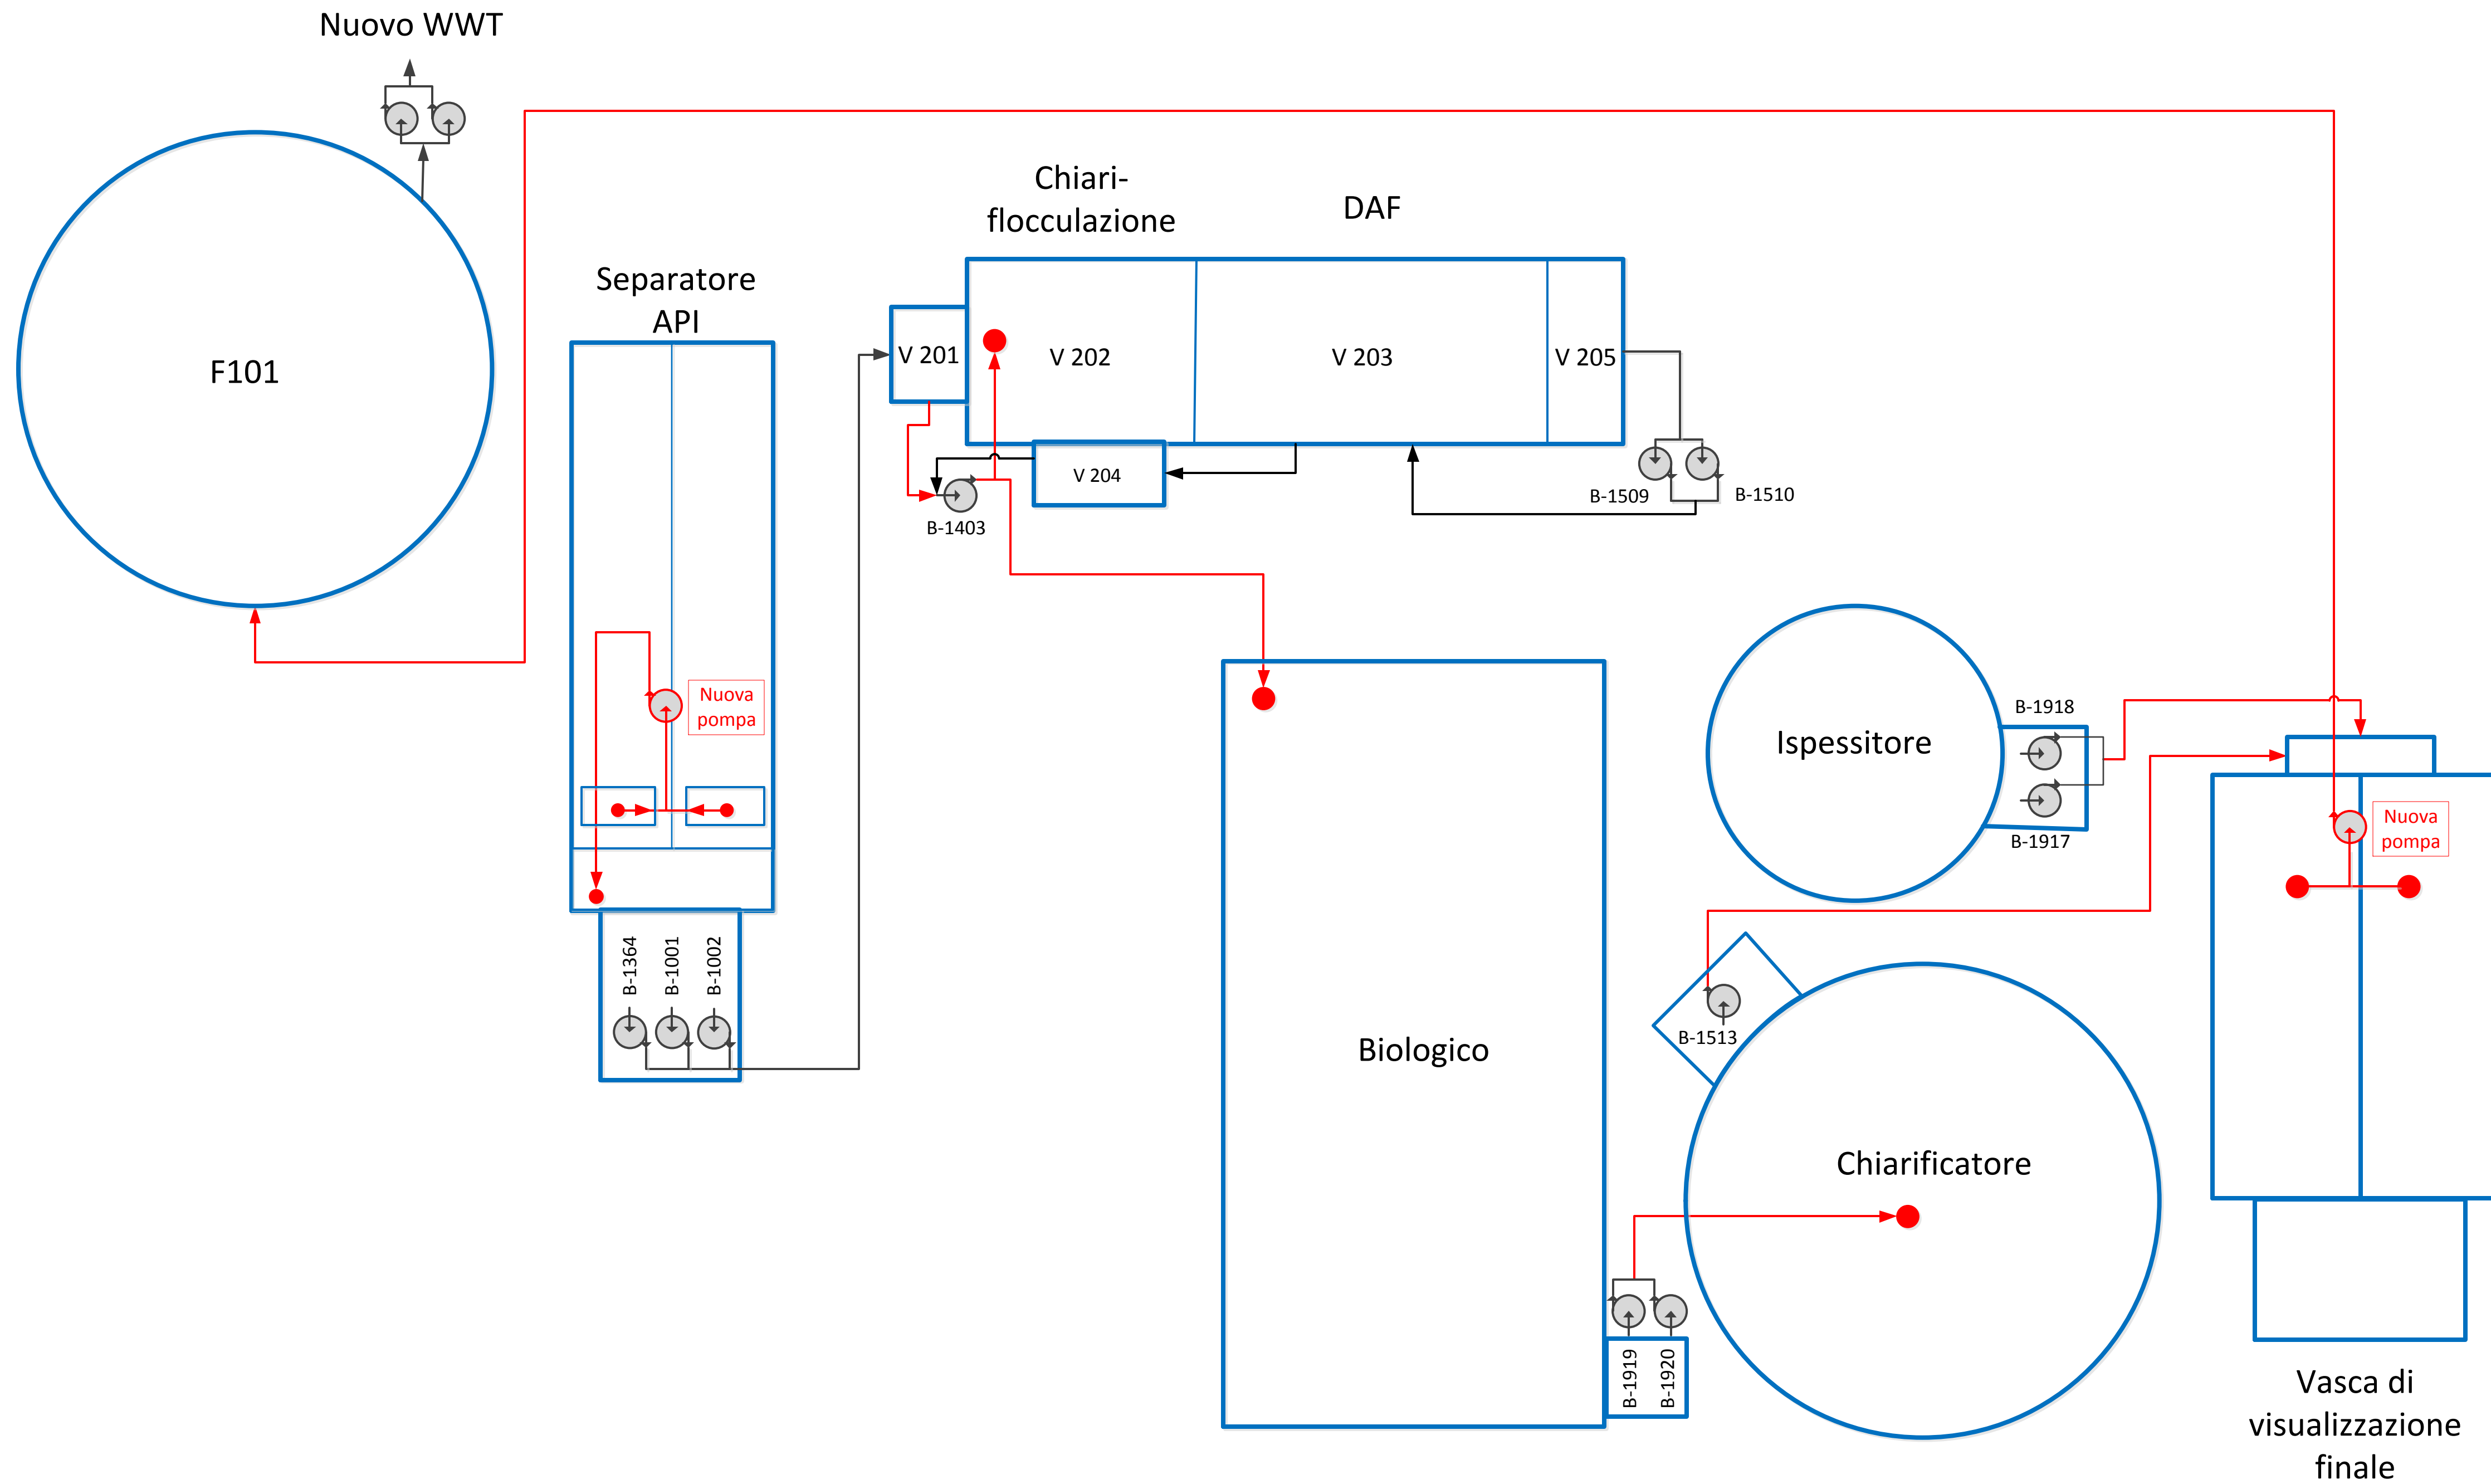 Nuovo WWT
F101
Separatore
API
Nuova
pompa
B-1364
B-1001
B-1002
Chiari-
flocculazione
DAF
V 201
V 202
V 203
V 205
V 204
B-1403
B-1509
B-1510
Biologico
B-1919
B-1920
Ispessitore
B-1918
B-1917
B-1513
Chiarificatore
Nuova
pompa
Vasca di
visualizzazione
finale